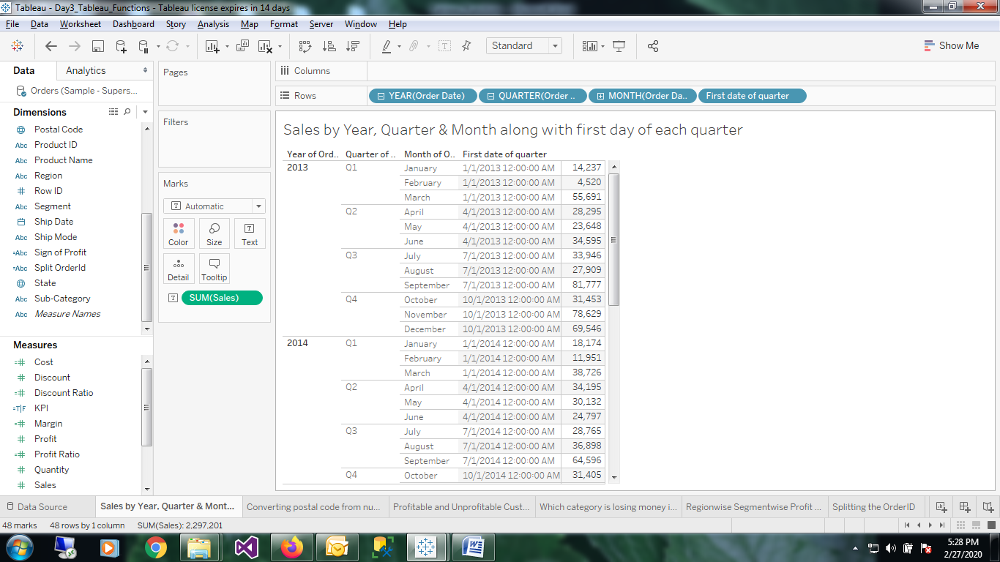 Tableau - Day3_Tableau_Functions - Tableau license expires in 14 days
File Data Worksheet Dashboard Story Analysis Map Format Server Window Help
Standard
Show Me
Data Analytics
Orders (Sample - Supers...
Dimensions
Postal Code
Abc Product ID
Abc Product Name
Abc Region
# Row ID
Abc Segment
Ship Date
Abc Ship Mode
=Abc Sign of Profit
=Abc Split OrderId
State
Abc Sub-Category
Abc Measure Names
Measures
=# Cost
# Discount
=# Discount Ratio
=T|F KPI
=# Margin
# Profit
=# Profit Ratio
# Quantity
# Sales
Pages
Filters
Marks
Automatic
Color Size Text
Detail Tooltip
SUM(Sales)
Columns
Rows YEAR(Order Date) QUARTER(Order .. MONTH(Order Da.. First date of quarter
Sales by Year, Quarter & Month along with first day of each quarter
Year of Ord.. Quarter of .. Month of O.. First date of quarter
2013 Q1 January 1/1/2013 12:00:00 AM 14,237
February 1/1/2013 12:00:00 AM 4,520
March 1/1/2013 12:00:00 AM 55,691
Q2 April 4/1/2013 12:00:00 AM 28,295
May 4/1/2013 12:00:00 AM 23,648
June 4/1/2013 12:00:00 AM 34,595
Q3 July 7/1/2013 12:00:00 AM 33,946
August 7/1/2013 12:00:00 AM 27,909
September 7/1/2013 12:00:00 AM 81,777
Q4 October 10/1/2013 12:00:00 AM 31,453
November 10/1/2013 12:00:00 AM 78,629
December 10/1/2013 12:00:00 AM 69,546
2014 Q1 January 1/1/2014 12:00:00 AM 18,174
February 1/1/2014 12:00:00 AM 11,951
March 1/1/2014 12:00:00 AM 38,726
Q2 April 4/1/2014 12:00:00 AM 34,195
May 4/1/2014 12:00:00 AM 30,132
June 4/1/2014 12:00:00 AM 24,797
Q3 July 7/1/2014 12:00:00 AM 28,765
August 7/1/2014 12:00:00 AM 36,898
September 7/1/2014 12:00:00 AM 64,596
Q4 October 10/1/2014 12:00:00 AM 31,405
Data Source Sales by Year, Quarter & Mont... Converting postal code from nu... Profitable and Unprofitable Cust... Which category is losing money i... Regionwise Segmentwise Profit ... Splitting the OrderID
48 marks 48 rows by 1 column SUM(Sales): 2,297,201
5:28 PM
2/27/2020